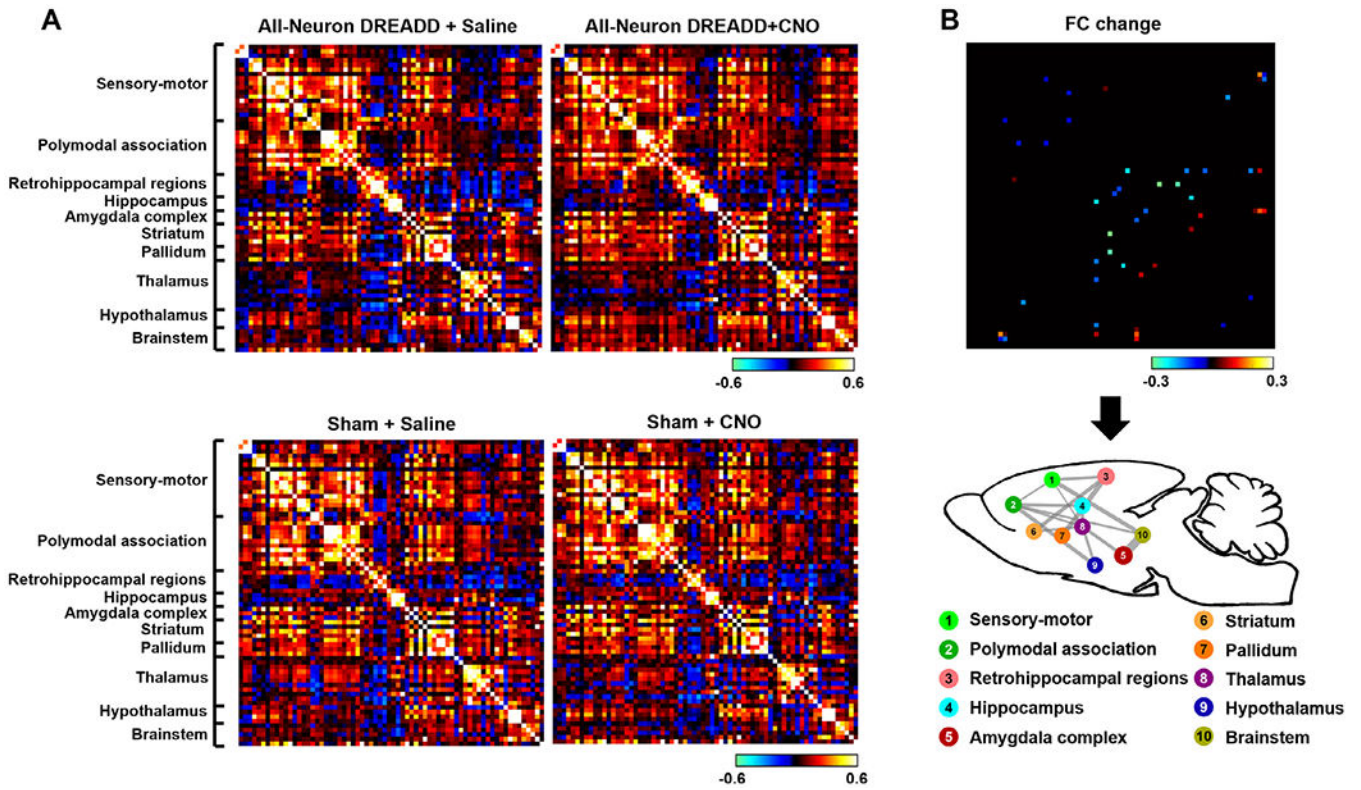 A
All-Neuron DREADD + Saline
All-Neuron DREADD+CNO
Sensory-motor
Polymodal association
Retrohippocampal regions
Hippocampus
Amygdala complex
Striatum
Pallidum
Thalamus
Hypothalamus
Brainstem
-0.6
0.6
Sham + Saline
Sham + CNO
Sensory-motor
Polymodal association
Retrohippocampal regions
Hippocampus
Amygdala complex
Striatum
Pallidum
Thalamus
Hypothalamus
Brainstem
-0.6
0.6
B
FC change
-0.3
0.3
1
3
2
4
8
6
7
10
5
9
1 Sensory-motor
2 Polymodal association
3 Retrohippocampal regions
4 Hippocampus
5 Amygdala complex
6 Striatum
7 Pallidum
8 Thalamus
9 Hypothalamus
10 Brainstem